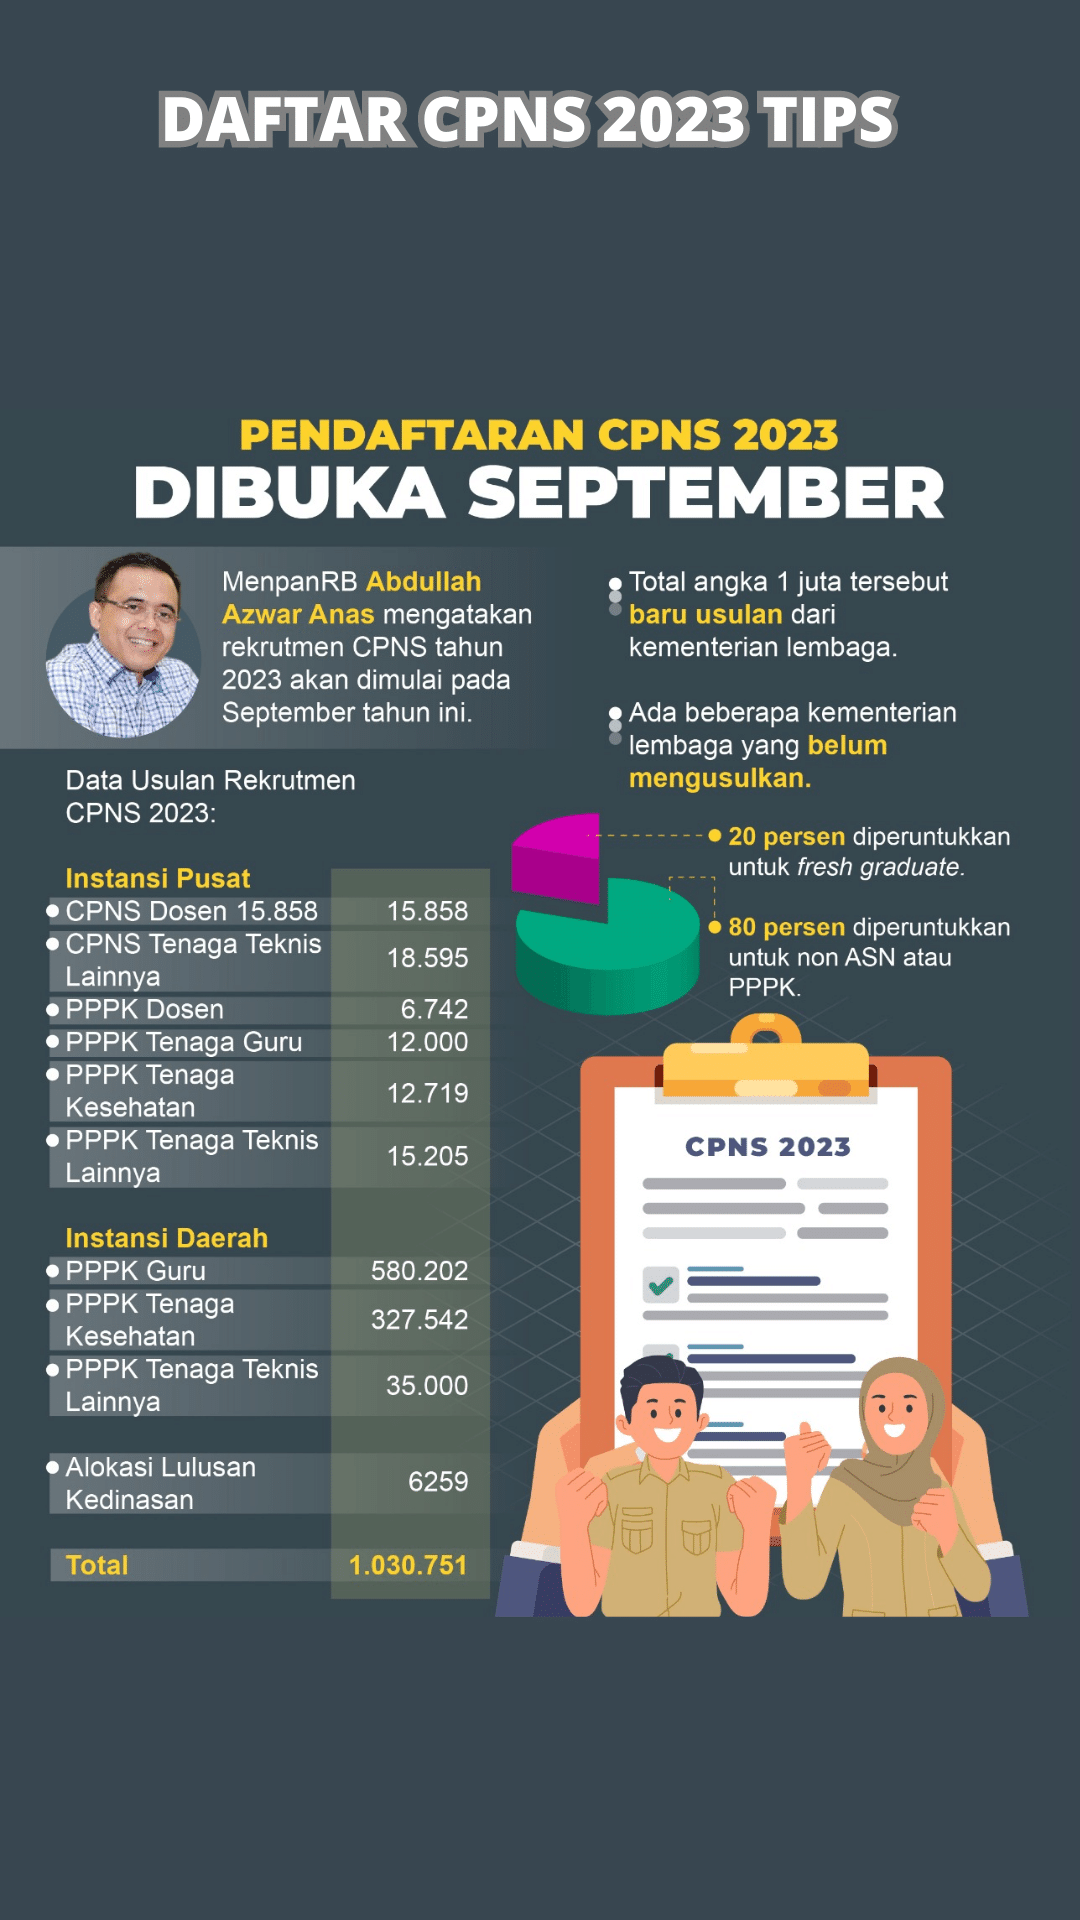 DAFTAR CPNS 2023 TIPS
PENDAFTARAN CPNS 2023
DIBUKA SEPTEMBER
MenpanRB Abdullah
Azwar Anas mengatakan
rekrutmen CPNS tahun
2023 akan dimulai pada
September tahun ini.
Total angka 1 juta tersebut
baru usulan dari
kementerian lembaga.
Ada beberapa kementerian
lembaga yang belum
mengusulkan.
Data Usulan Rekrutmen
CPNS 2023:
20 persen diperuntukkan
untuk fresh graduate.
80 persen diperuntukkan
untuk non ASN atau
PPPK.
Instansi Pusat
CPNS Dosen 15.858 15.858
CPNS Tenaga Teknis
Lainnya 18.595
PPPK Dosen 6.742
PPPK Tenaga Guru 12.000
PPPK Tenaga
Kesehatan 12.719
PPPK Tenaga Teknis
Lainnya 15.205
Instansi Daerah
PPPK Guru 580.202
PPPK Tenaga
Kesehatan 327.542
PPPK Tenaga Teknis
Lainnya 35.000
Alokasi Lulusan
Kedinasan 6259
Total 1.030.751
CPNS 2023